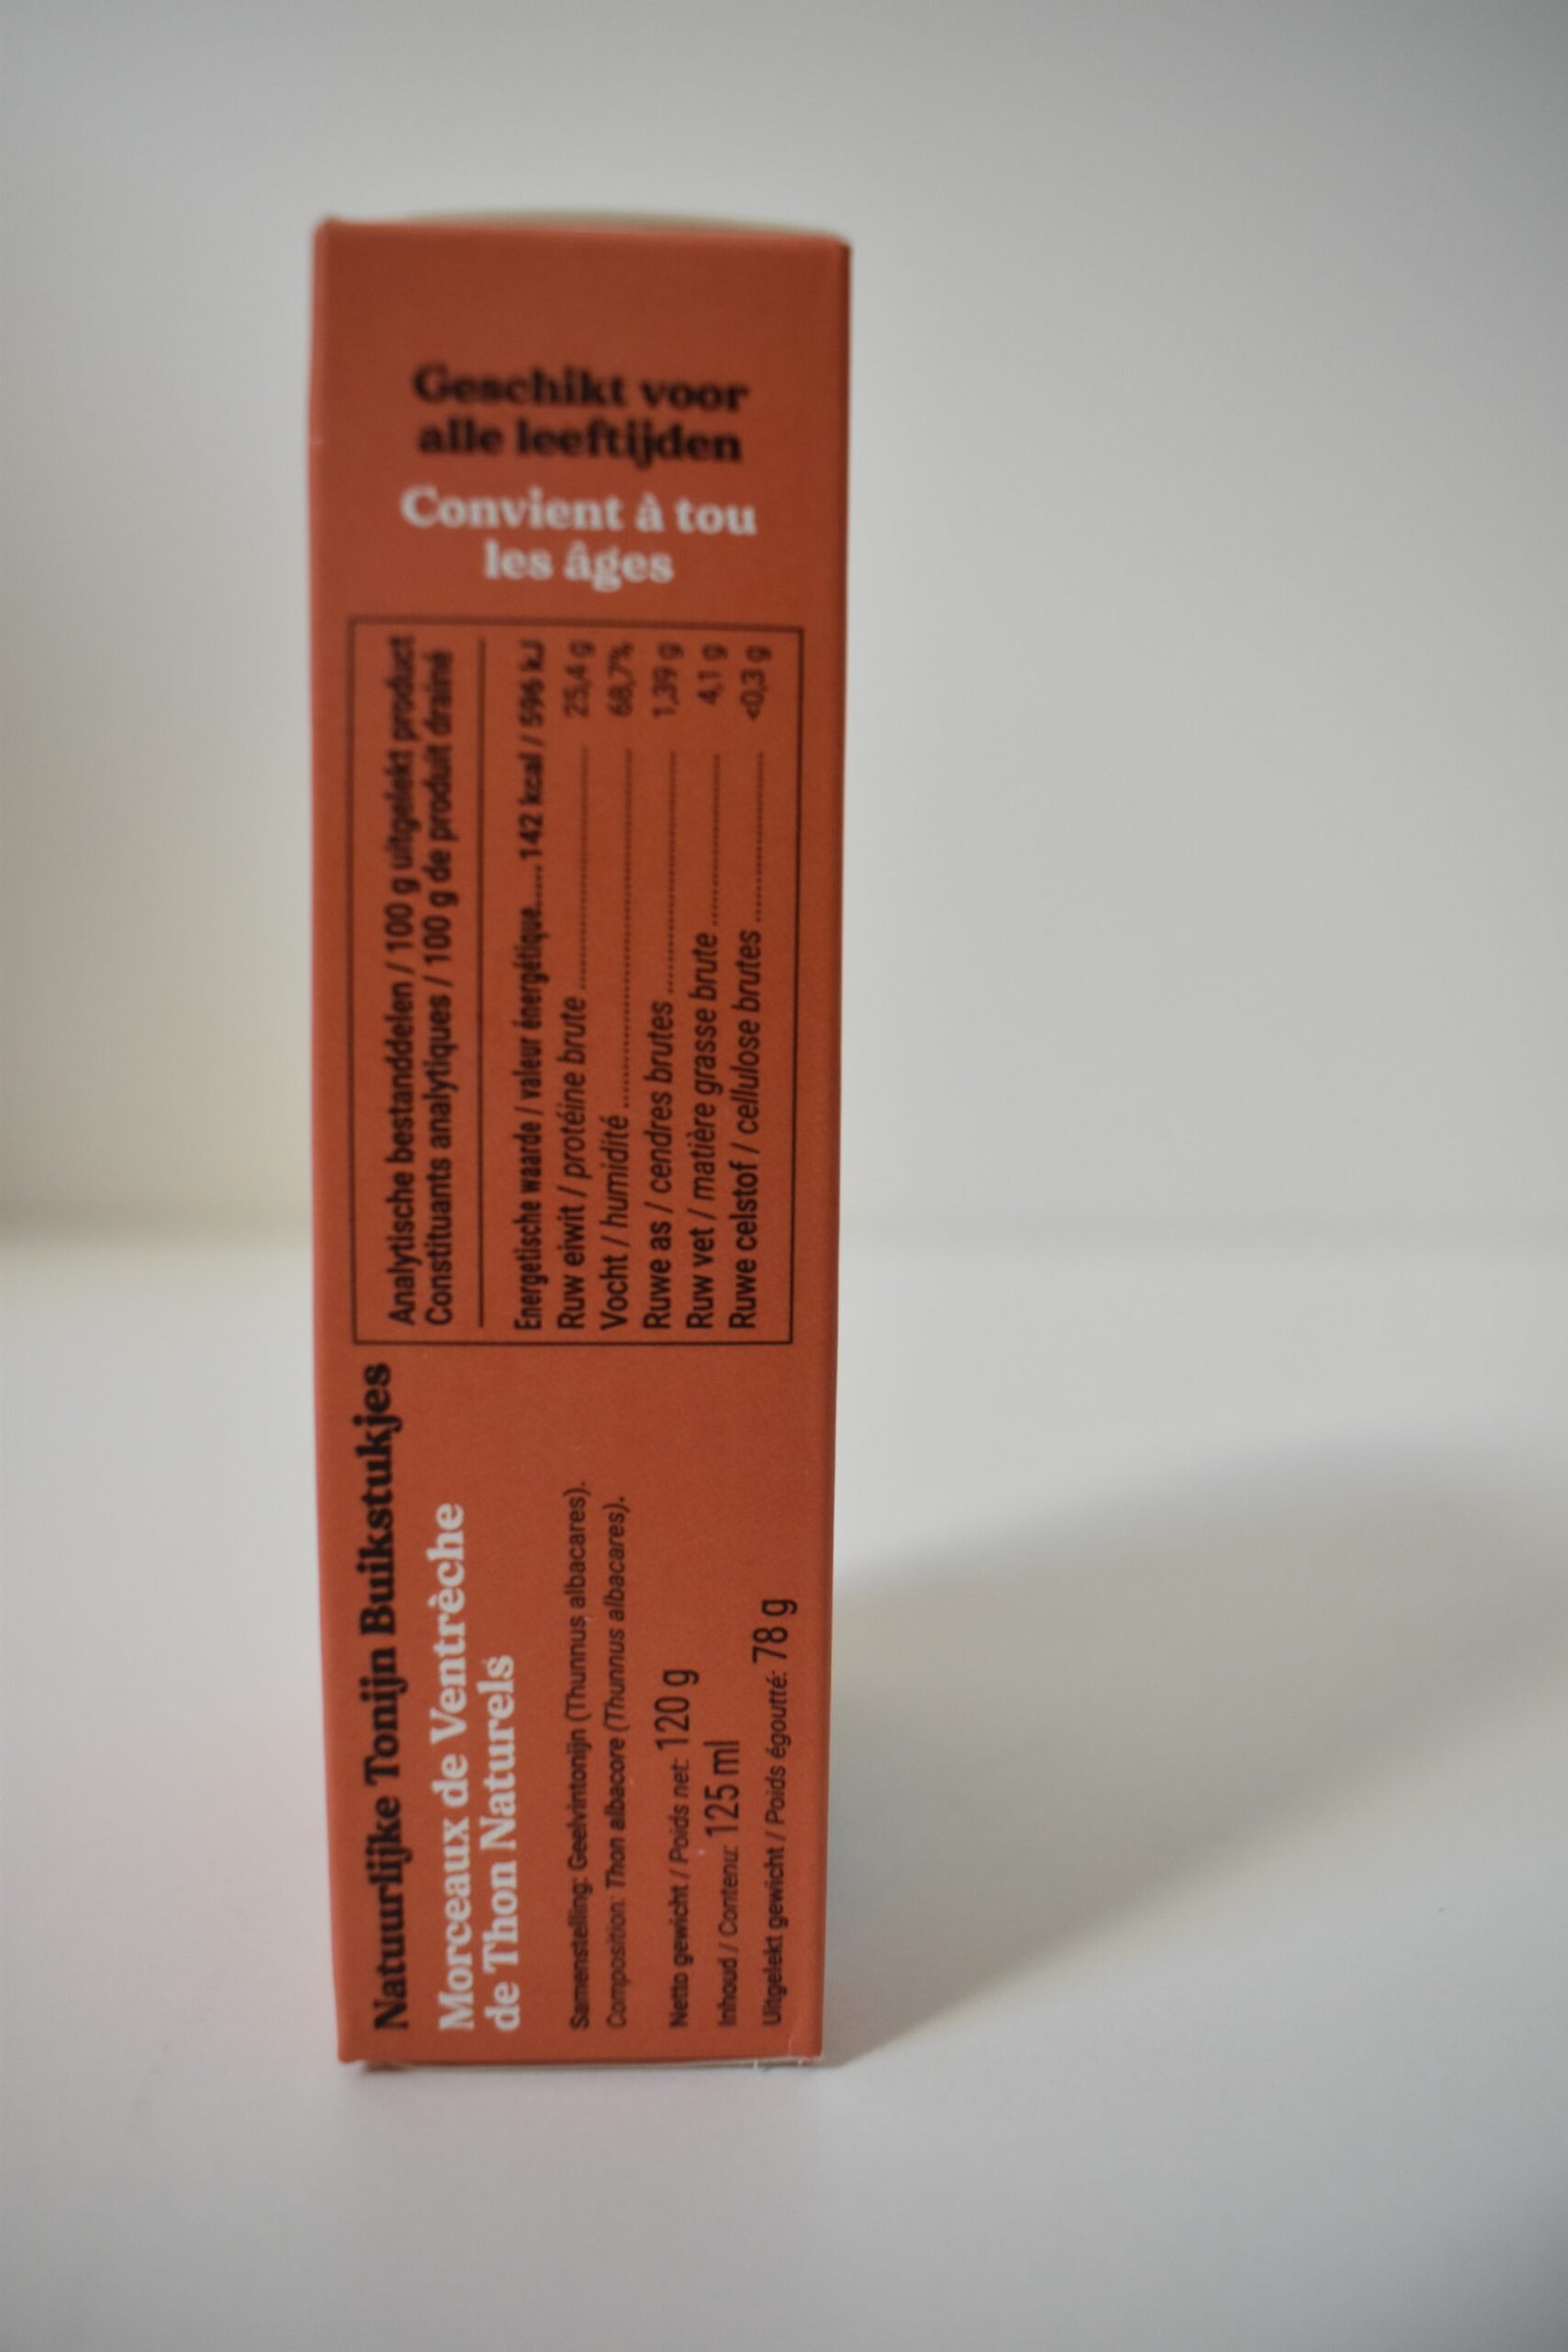 Geschikt voor
alle leeftijden
Convient à tou
les âges
Natuurlijke Tonijn Buikstukjes
Morceaux de Ventrèche
de Thon Naturels
Samenstelling: Geelvintonijn (Thunnus albacares).
Composition: Thon albacore (Thunnus albacares).
Netto gewicht / Poids net: 120 g
Inhoud / Contenu: 125 ml
Uitgelekt gewicht / Poids égoutté: 78 g
Analytische bestanddelen / 100 g uitgelekt product
Constituants analytiques / 100 g de produit drainé
Energetische waarde / valeur énergétique...... 142 kcal / 596 kJ
Ruw eiwit / protéine brute ........................ 25,4 g
Vocht / humidité ........................ 68,7%
Ruwe as / cendres brutes ........................ 1,39 g
Ruw vet / matière grasse brute ........................ 4,1 g
Ruwe celstof / cellulose brutes ........................ <0,3 g